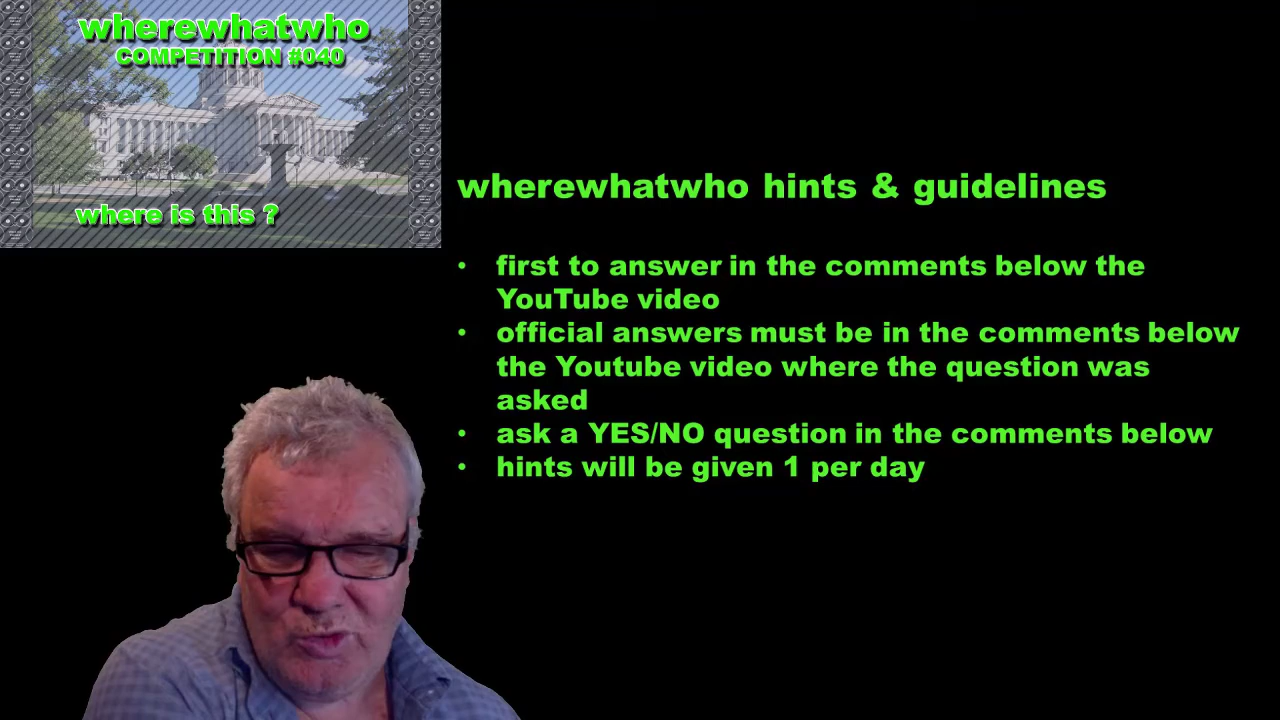 wherewhatwho
COMPETITION #040
where is this ?
wherewhatwho hints & guidelines
• first to answer in the comments below the
YouTube video
• official answers must be in the comments below
the Youtube video where the question was
asked
• ask a YES/NO question in the comments below
• hints will be given 1 per day